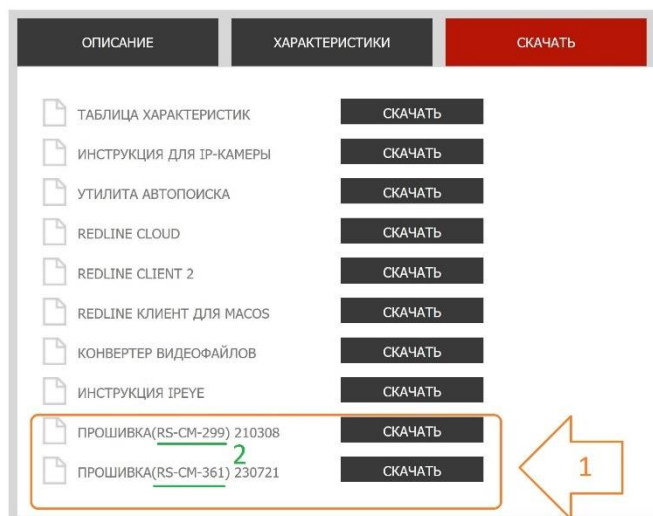 ОПИСАНИЕ ХАРАКТЕРИСТИКИ СКАЧАТЬ
ТАБЛИЦА ХАРАКТЕРИСТИК СКАЧАТЬ
ИНСТРУКЦИЯ ДЛЯ IP-КАМЕРЫ СКАЧАТЬ
УТИЛИТА АВТОПОИСКА СКАЧАТЬ
REDLINE CLOUD СКАЧАТЬ
REDLINE CLIENT 2 СКАЧАТЬ
REDLINE КЛИЕНТ ДЛЯ MACOS СКАЧАТЬ
КОНВЕРТЕР ВИДЕОФАЙЛОВ СКАЧАТЬ
ИНСТРУКЦИЯ IPEYE СКАЧАТЬ
ПРОШИВКА(RS-CM-299) 210308 СКАЧАТЬ
2
1
ПРОШИВКА(RS-CM-361) 230721 СКАЧАТЬ